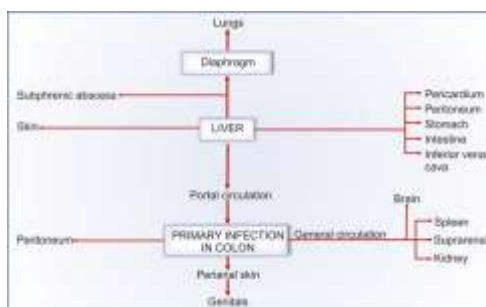 Lungs
Diaphragm
Subphrenic abscess
Skin
LIVER
Pericardium
Peritoneum
Stomach
Intestine
Inferior vena
cava
Portal circulation
Brain
Peritoneum
PRIMARY INFECTION
IN COLON
General circulation
Spleen
Suprarenal
Kidney
Perianal skin
Genitals